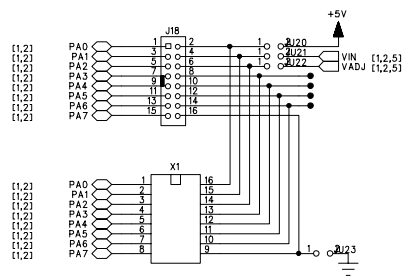 +5V
J18
[1,2] PA0 1 2 1 2 JU20
[1,2] PA1 3 4 1 2 JU21 VIN [1,2,5]
[1,2] PA2 5 6 1 2 JU22 VADJ [1,2,5]
[1,2] PA3 7 8
[1,2] PA4 9 10
[1,2] PA5 11 12
[1,2] PA6 13 14
[1,2] PA7 15 16
X1
[1,2] PA0 1 16
[1,2] PA1 2 15
[1,2] PA2 3 14
[1,2] PA3 4 13
[1,2] PA4 5 12
[1,2] PA5 6 11
[1,2] PA6 7 10
[1,2] PA7 8 9 1 2 JU23